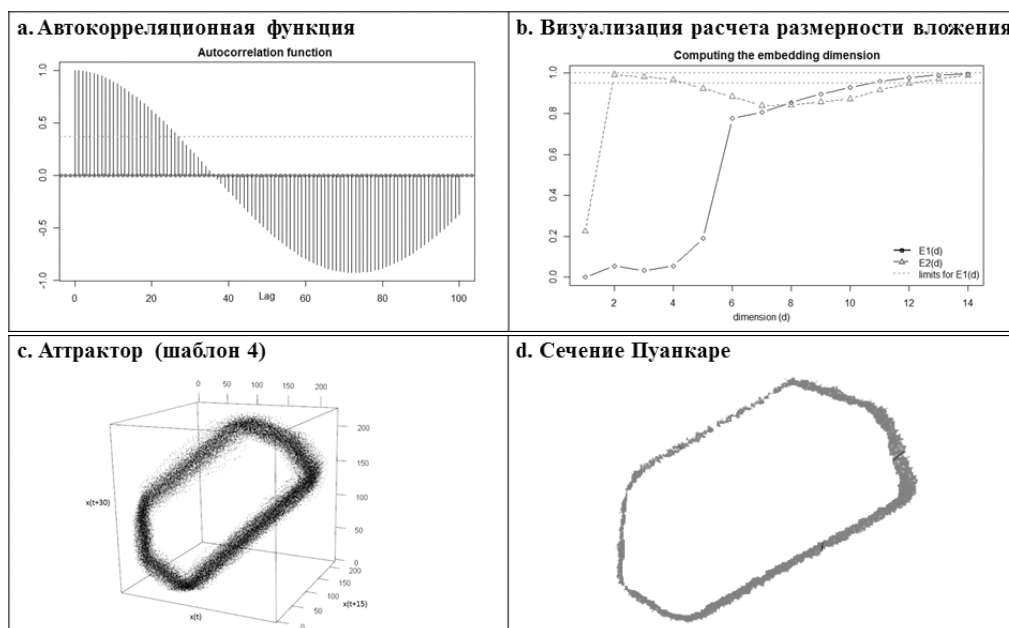 a. Автокорреляционная функция
Autocorrelation function
1.0
0.5
0.0
-0.5
-1.0
0 20 40 60 80 100
Lag
b. Визуализация расчета размерности вложения
Computing the embedding dimension
1.0
0.8
0.6
0.4
0.2
0.0
E1(d)
E2(d)
limits for E1(d)
2 4 6 8 10 12 14
dimension (d)
c. Аттрактор (шаблон 4)
0 50 100 150 200
200
150
100
50
0
x(t+30)
200
150
100
50
0
x(t+15)
x(t)
d. Сечение Пуанкаре